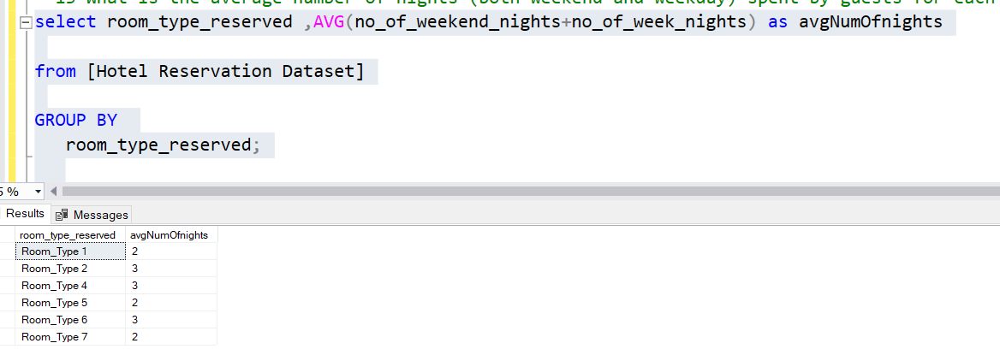 19 What is the average number of nights (both weekend and weekday) spent by guests for each
select room_type_reserved ,AVG(no_of_weekend_nights+no_of_week_nights) as avgNumOfnights
from [Hotel Reservation Dataset]
GROUP BY
room_type_reserved;
%
Results Messages
room_type_reserved avgNumOfnights
Room_Type 1 2
Room_Type 2 3
Room_Type 4 3
Room_Type 5 2
Room_Type 6 3
Room_Type 7 2